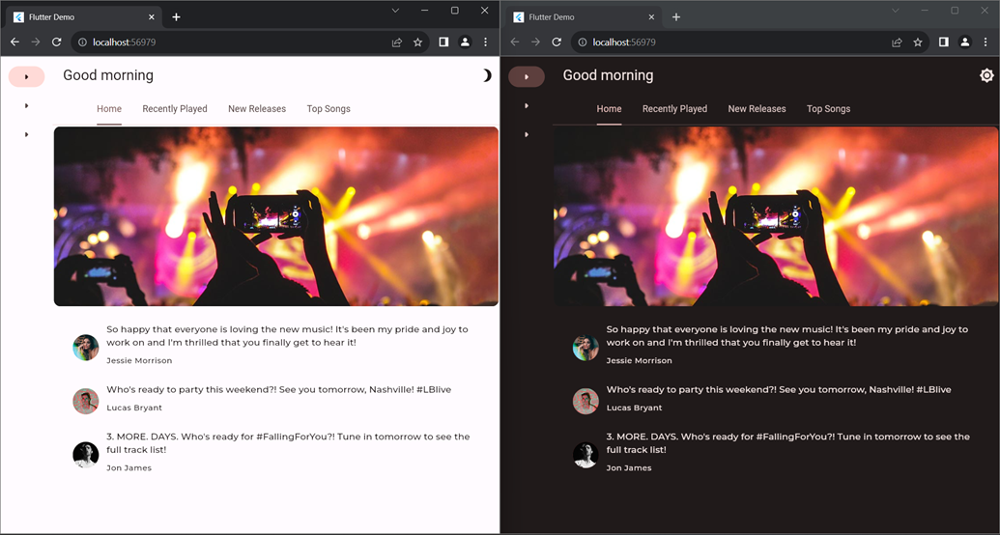 Flutter Demo
localhost:56979
Good morning
Home Recently Played New Releases Top Songs
So happy that everyone is loving the new music! It's been my pride and joy to
work on and I'm thrilled that you finally get to hear it!
Jessie Morrison
Who's ready to party this weekend?! See you tomorrow, Nashville! #LBlive
Lucas Bryant
3. MORE. DAYS. Who's ready for #FallingForYou?! Tune in tomorrow to see the
full track list!
Jon James
Flutter Demo
localhost:56979
Good morning
Home Recently Played New Releases Top Songs
So happy that everyone is loving the new music! It's been my pride and joy to
work on and I'm thrilled that you finally get to hear it!
Jessie Morrison
Who's ready to party this weekend?! See you tomorrow, Nashville! #LBlive
Lucas Bryant
3. MORE. DAYS. Who's ready for #FallingForYou?! Tune in tomorrow to see the
full track list!
Jon James